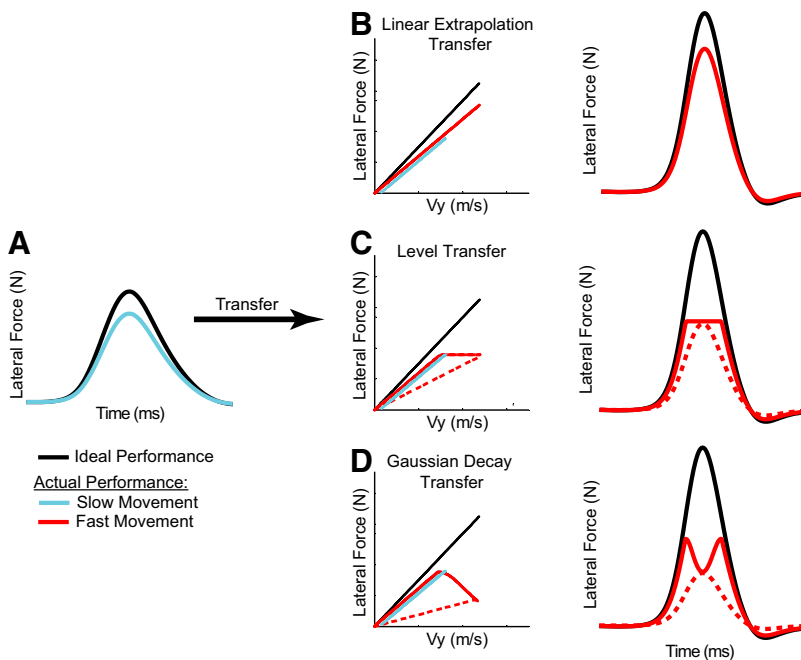 A
Lateral Force (N)
Time (ms)
Transfer
Ideal Performance
Actual Performance:
Slow Movement
Fast Movement
B
Linear Extrapolation
Transfer
Lateral Force (N)
Vy (m/s)
Lateral Force (N)
C
Level Transfer
Lateral Force (N)
Vy (m/s)
Lateral Force (N)
D
Gaussian Decay
Transfer
Lateral Force (N)
Vy (m/s)
Lateral Force (N)
Time (ms)